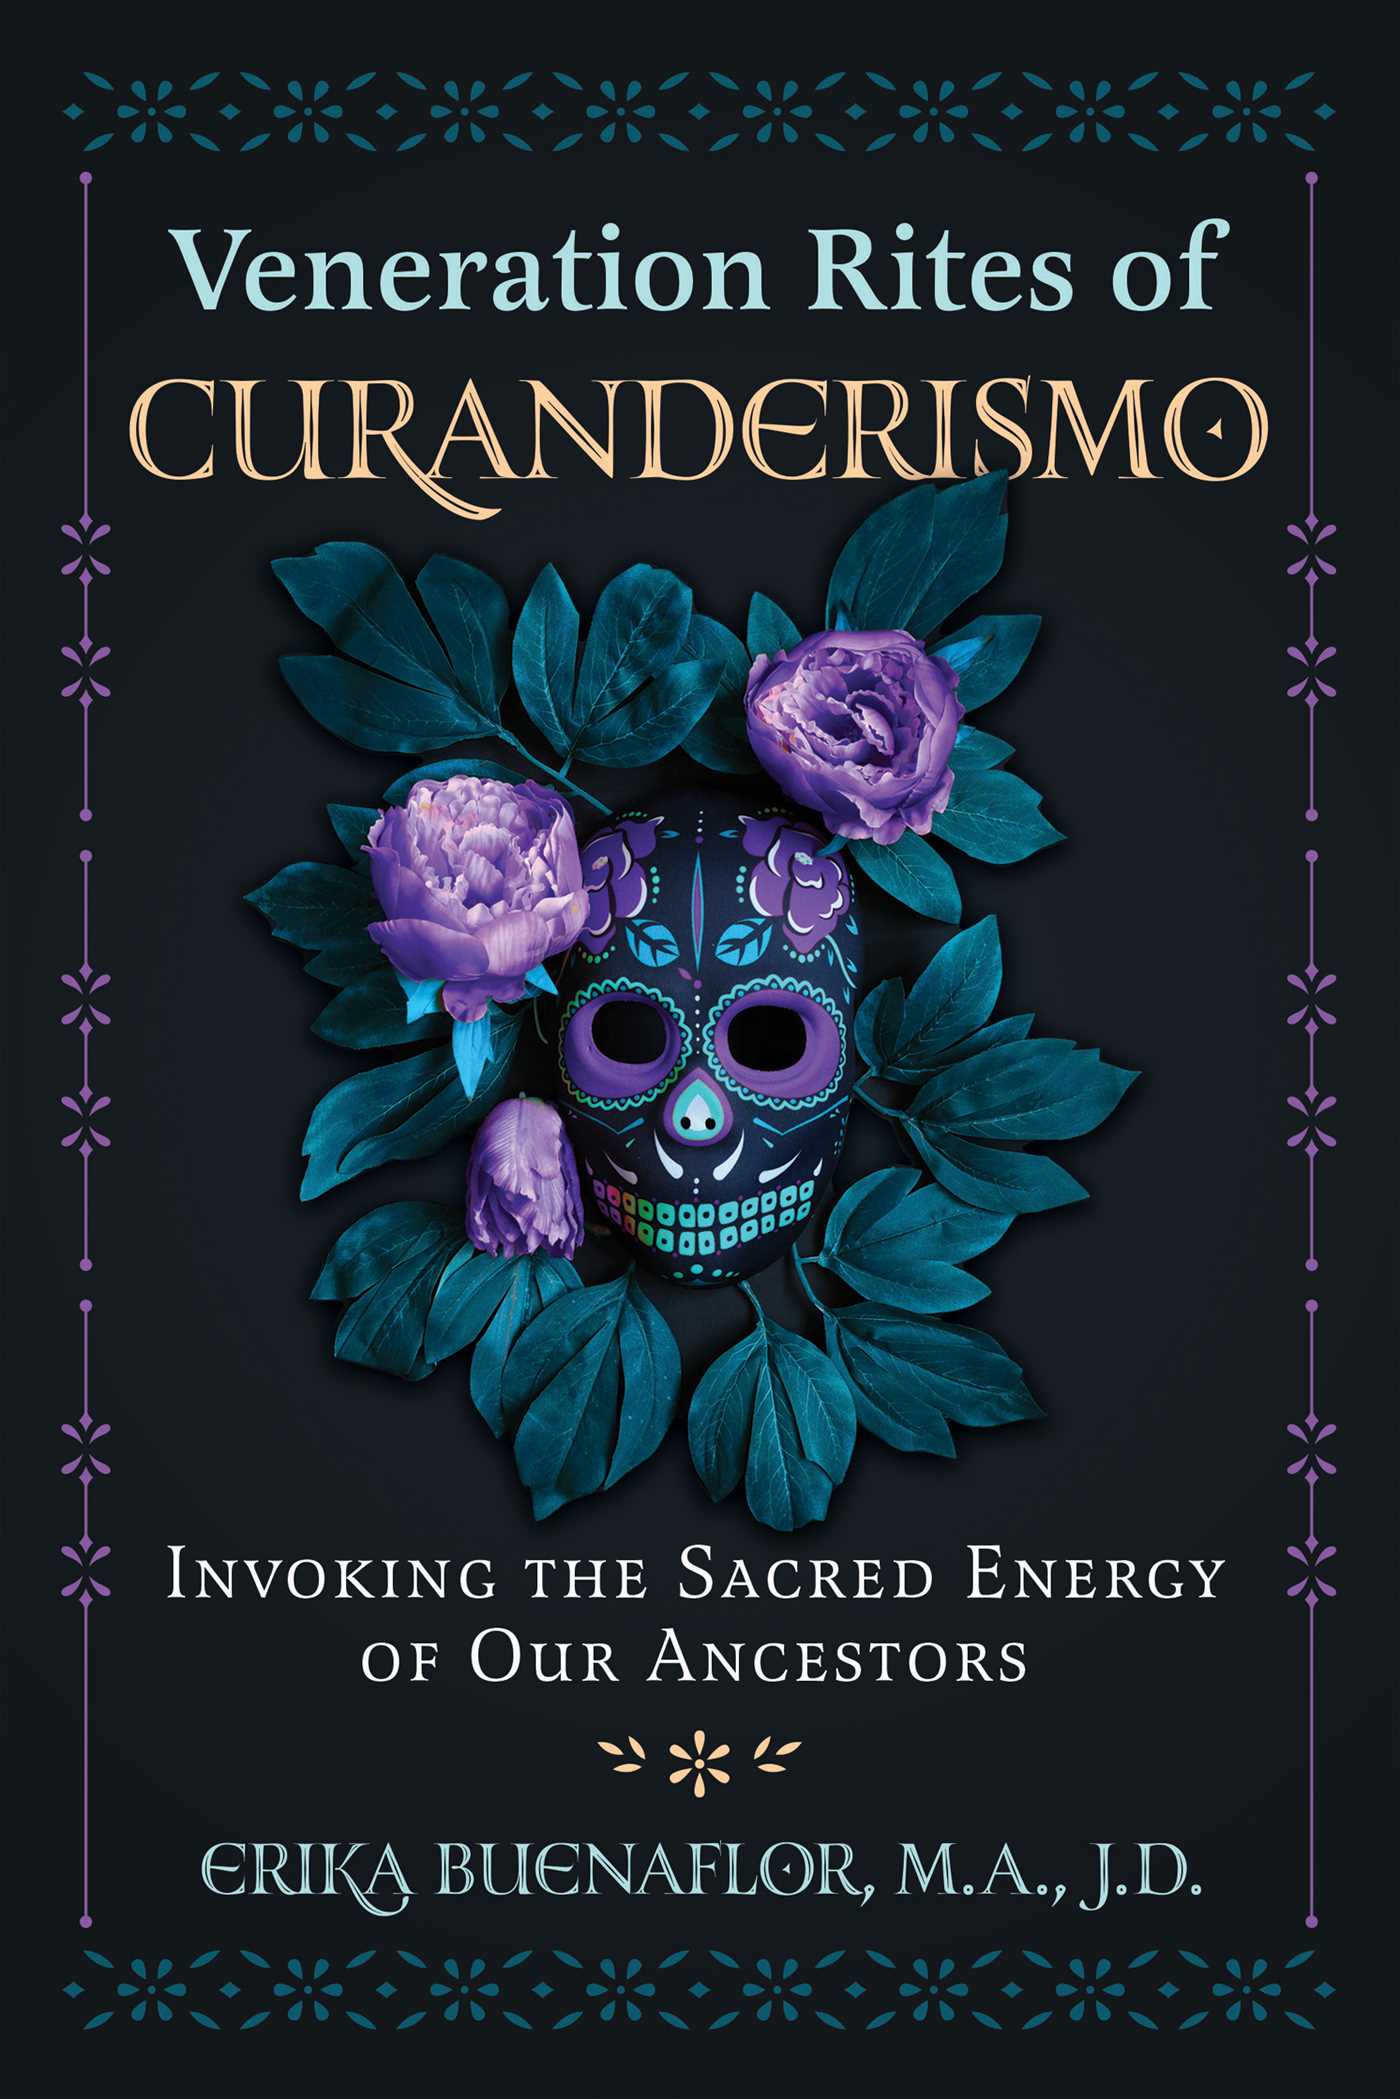 Veneration Rites of
CURANDERISMO
INVOKING THE SACRED ENERGY
OF OUR ANCESTORS
ERIKA BUENAFLOR, M.A., J.D.